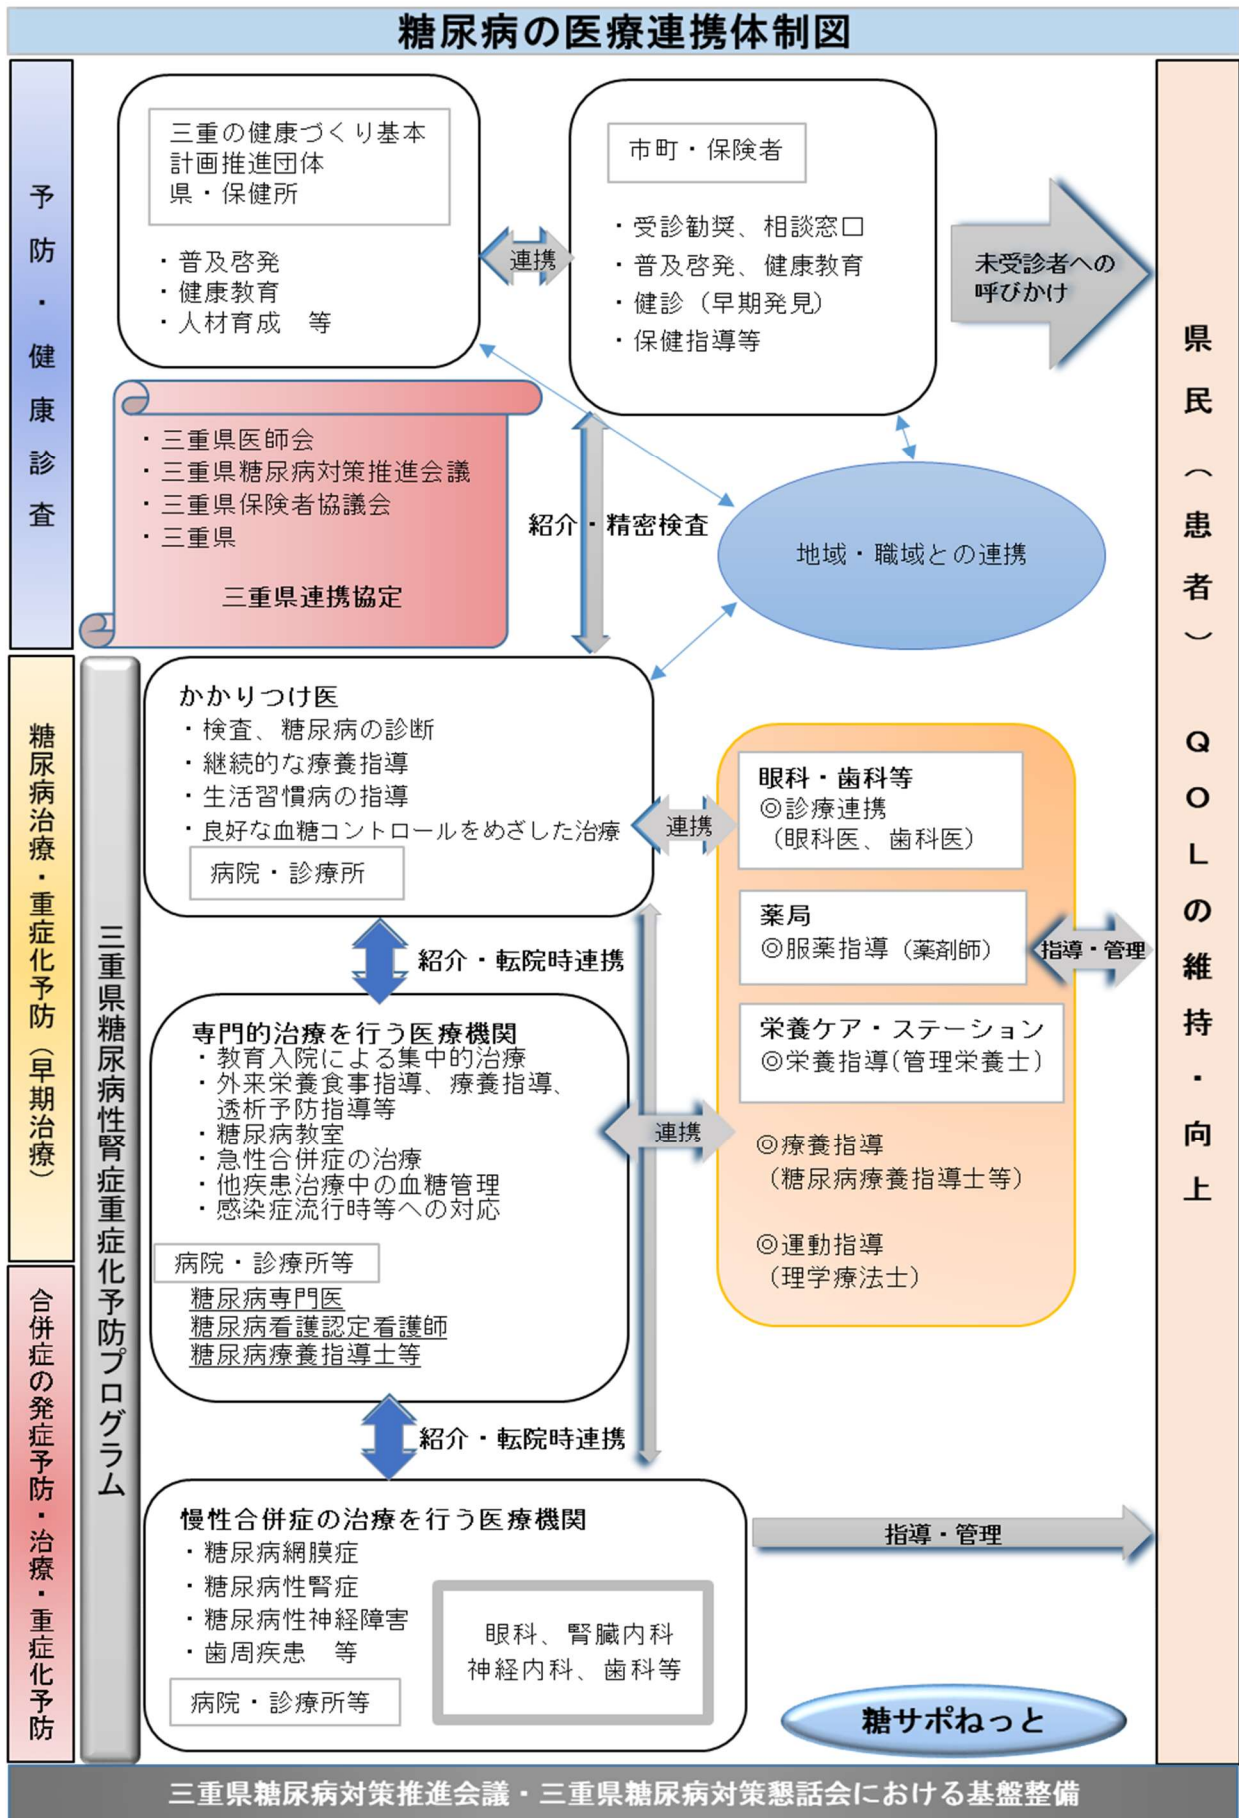 糖尿病の医療連携体制図
予防・健康診査
三重の健康づくり基本
計画推進団体
県・保健所
・普及啓発
・健康教育
・人材育成　等
連携
市町・保険者
・受診勧奨、相談窓口
・普及啓発、健康教育
・健診（早期発見）
・保健指導等
未受診者への
呼びかけ
県民（患者）　QOLの維持・向上
・三重県医師会
・三重県糖尿病対策推進会議
・三重県保険者協議会
・三重県
三重県連携協定
紹介・精密検査
地域・職域との連携
糖尿病治療・重症化予防（早期治療）
三重県糖尿病性腎症重症化予防プログラム
かかりつけ医
・検査、糖尿病の診断
・継続的な療養指導
・生活習慣病の指導
・良好な血糖コントロールをめざした治療
病院・診療所
連携
眼科・歯科等
◎診療連携
（眼科医、歯科医）
薬局
◎服薬指導（薬剤師）
指導・管理
栄養ケア・ステーション
◎栄養指導(管理栄養士)
◎療養指導
（糖尿病療養指導士等）
◎運動指導
（理学療法士）
紹介・転院時連携
専門的治療を行う医療機関
・教育入院による集中的治療
・外来栄養食事指導、療養指導、
透析予防指導等
・糖尿病教室
・急性合併症の治療
・他疾患治療中の血糖管理
・感染症流行時等への対応
連携
病院・診療所等
糖尿病専門医
糖尿病看護認定看護師
糖尿病療養指導士等
合併症の発症予防・治療・重症化予防
紹介・転院時連携
慢性合併症の治療を行う医療機関
・糖尿病網膜症
・糖尿病性腎症
・糖尿病性神経障害
・歯周疾患　等
病院・診療所等
眼科、腎臓内科
神経内科、歯科等
指導・管理
糖サポねっと
三重県糖尿病対策推進会議・三重県糖尿病対策懇話会における基盤整備